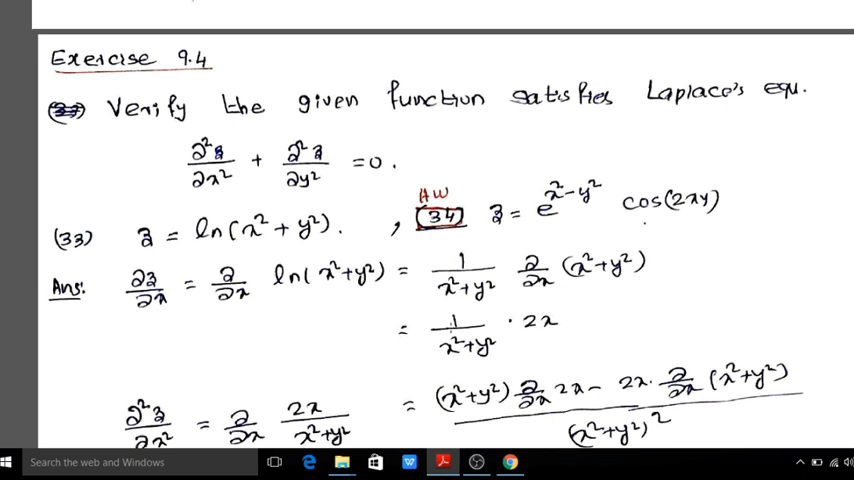 Exercise 9.4
Verify the given function satisfies Laplace's equ.
∂²z/∂x² + ∂²z/∂y² = 0.
HW
(33) z = ln(x² + y²). , (34) z = e^(x²-y²) cos(2xy)
Ans: ∂z/∂x = ∂/∂x ln(x²+y²) = 1/(x²+y²) ∂/∂x (x²+y²)
= 1/(x²+y²) · 2x
∂²z/∂x² = ∂/∂x 2x/(x²+y²) = ((x²+y²) ∂/∂x 2x - 2x · ∂/∂x (x²+y²))/(x²+y²)²
Search the web and Windows